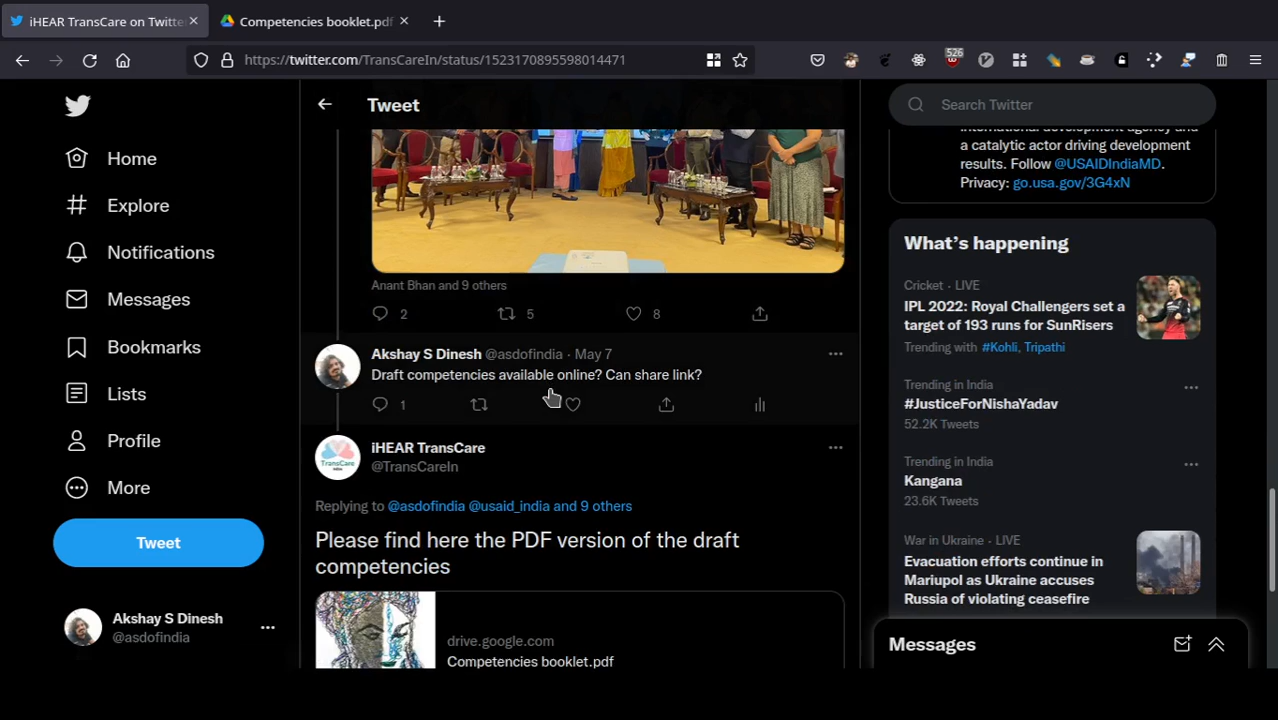 iHEAR TransCare on Twitter
Competencies booklet.pdf
https://twitter.com/TransCareIn/status/1523170895598014471
526
Tweet
Search Twitter
Home
Explore
Notifications
Messages
Bookmarks
Lists
Profile
More
Tweet
Akshay S Dinesh
@asdofindia
Anant Bhan and 9 others
2 5 8
Akshay S Dinesh @asdofindia · May 7
Draft competencies available online? Can share link?
1
iHEAR TransCare
@TransCareIn
Replying to @asdofindia @usaid_india and 9 others
Please find here the PDF version of the draft
competencies
TransCare
drive.google.com
Competencies booklet.pdf
international development agency and
a catalytic actor driving development
results. Follow @USAIDIndiaMD.
Privacy: go.usa.gov/3G4xN
What's happening
Cricket · LIVE
IPL 2022: Royal Challengers set a
target of 193 runs for SunRisers
Trending with #Kohli, Tripathi
Trending in India
#JusticeForNishaYadav
52.2K Tweets
Trending in India
Kangana
23.6K Tweets
War in Ukraine · LIVE
Evacuation efforts continue in
Mariupol as Ukraine accuses
Russia of violating ceasefire
Messages